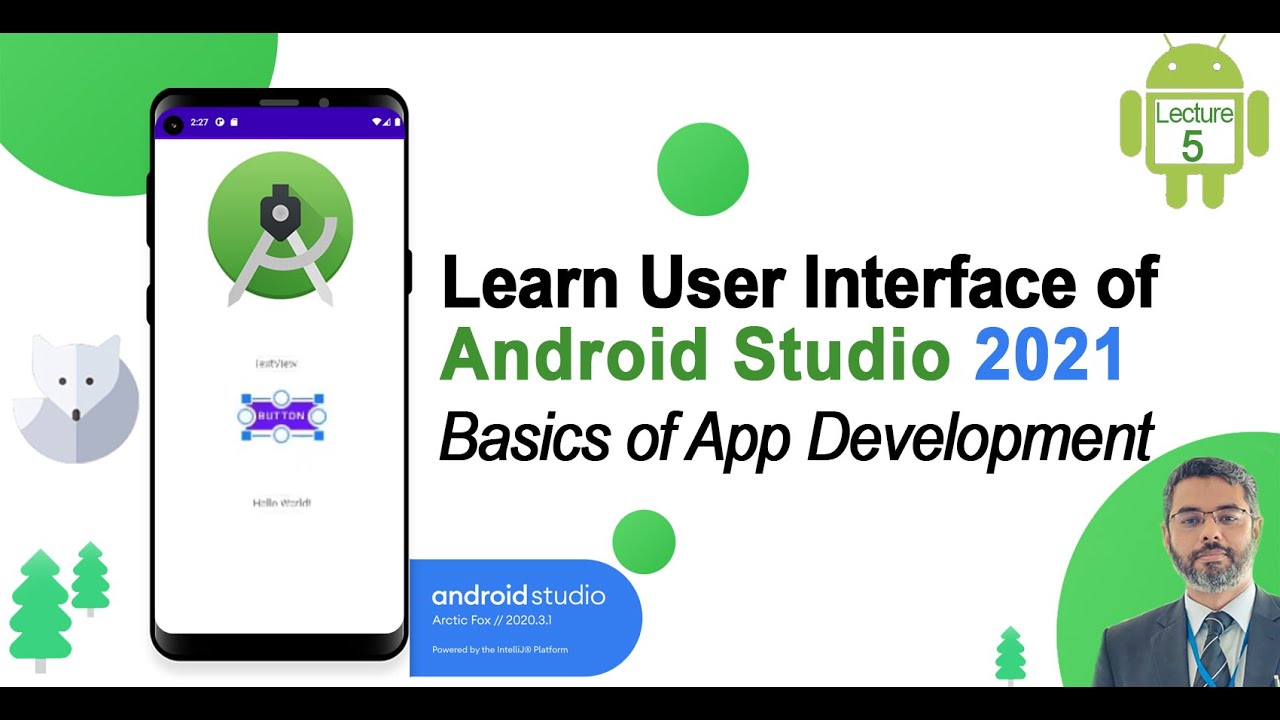 Lecture
5
2:27
Learn User Interface of
Android Studio 2021
Basics of App Development
TextView
BUTTON
Hello World!
android studio
Arctic Fox // 2020.3.1
Powered by the IntelliJ® Platform